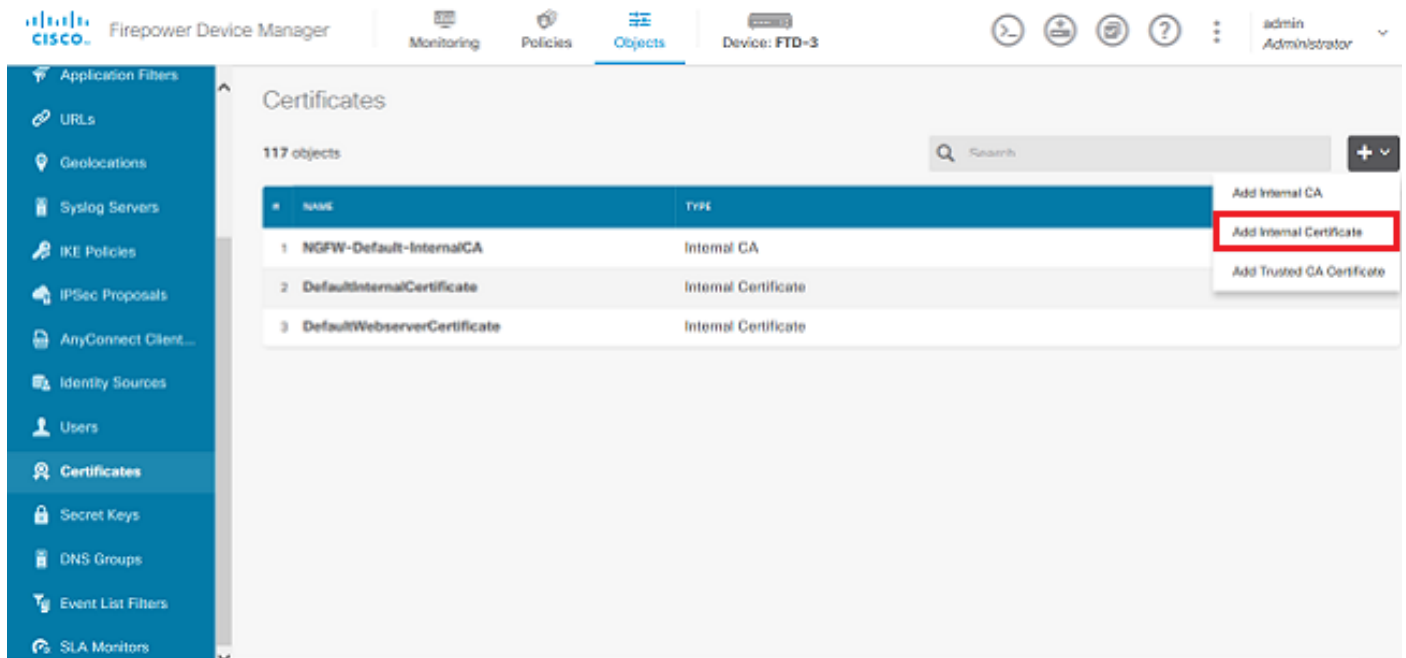 CISCO
Firepower Device Manager
Monitoring
Policies
Objects
Device: FTD-3
admin
Administrator
Application Filters
URLs
Geolocations
Syslog Servers
IKE Policies
IPSec Proposals
AnyConnect Client...
Identity Sources
Users
Certificates
Secret Keys
DNS Groups
Event List Filters
SLA Monitors
Certificates
117 objects
Search
Add Internal CA
Add Internal Certificate
Add Trusted CA Certificate
# NAME TYPE
1 NGFW-Default-InternalCA Internal CA
2 DefaultInternalCertificate Internal Certificate
3 DefaultWebserverCertificate Internal Certificate